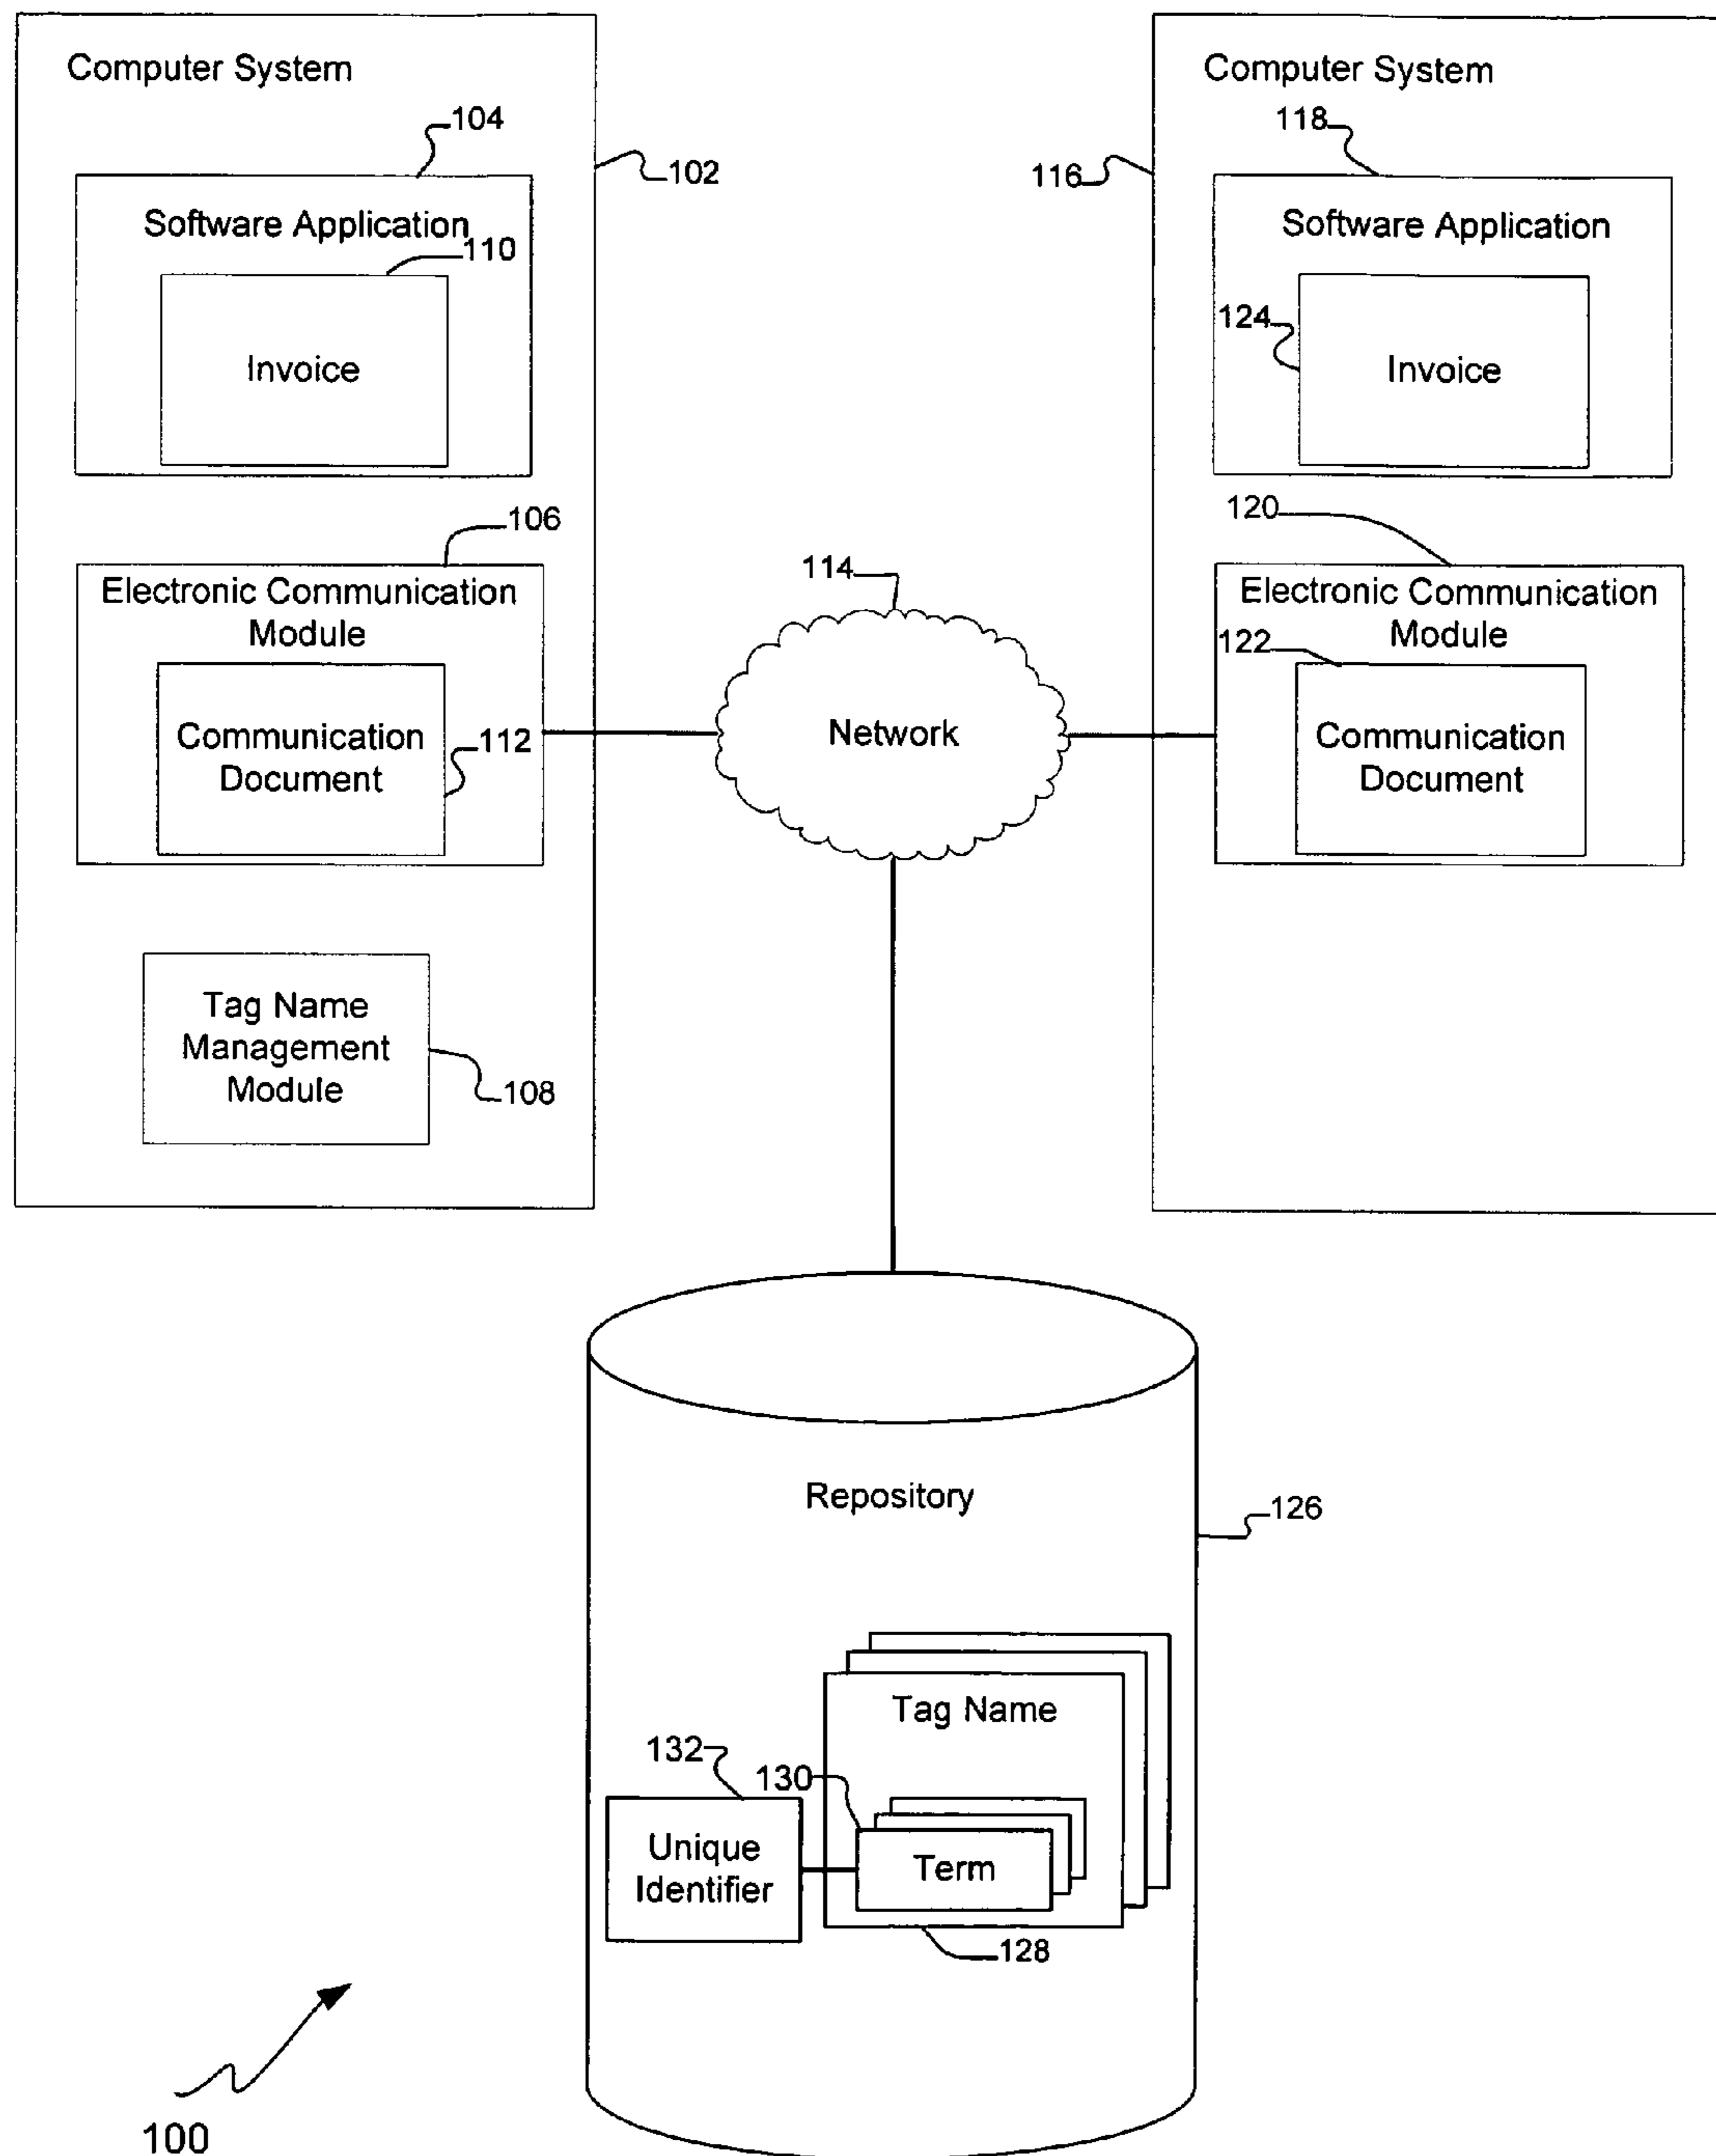 Computer System
104
102
Software Application
110
Invoice
106
Electronic Communication
Module
Communication
Document
112
Tag Name
Management
Module
108
114
Network
Computer System
118
116
Software Application
124
Invoice
120
Electronic Communication
Module
122
Communication
Document
Repository
126
Tag Name
132
130
Unique
Identifier
Term
128
100